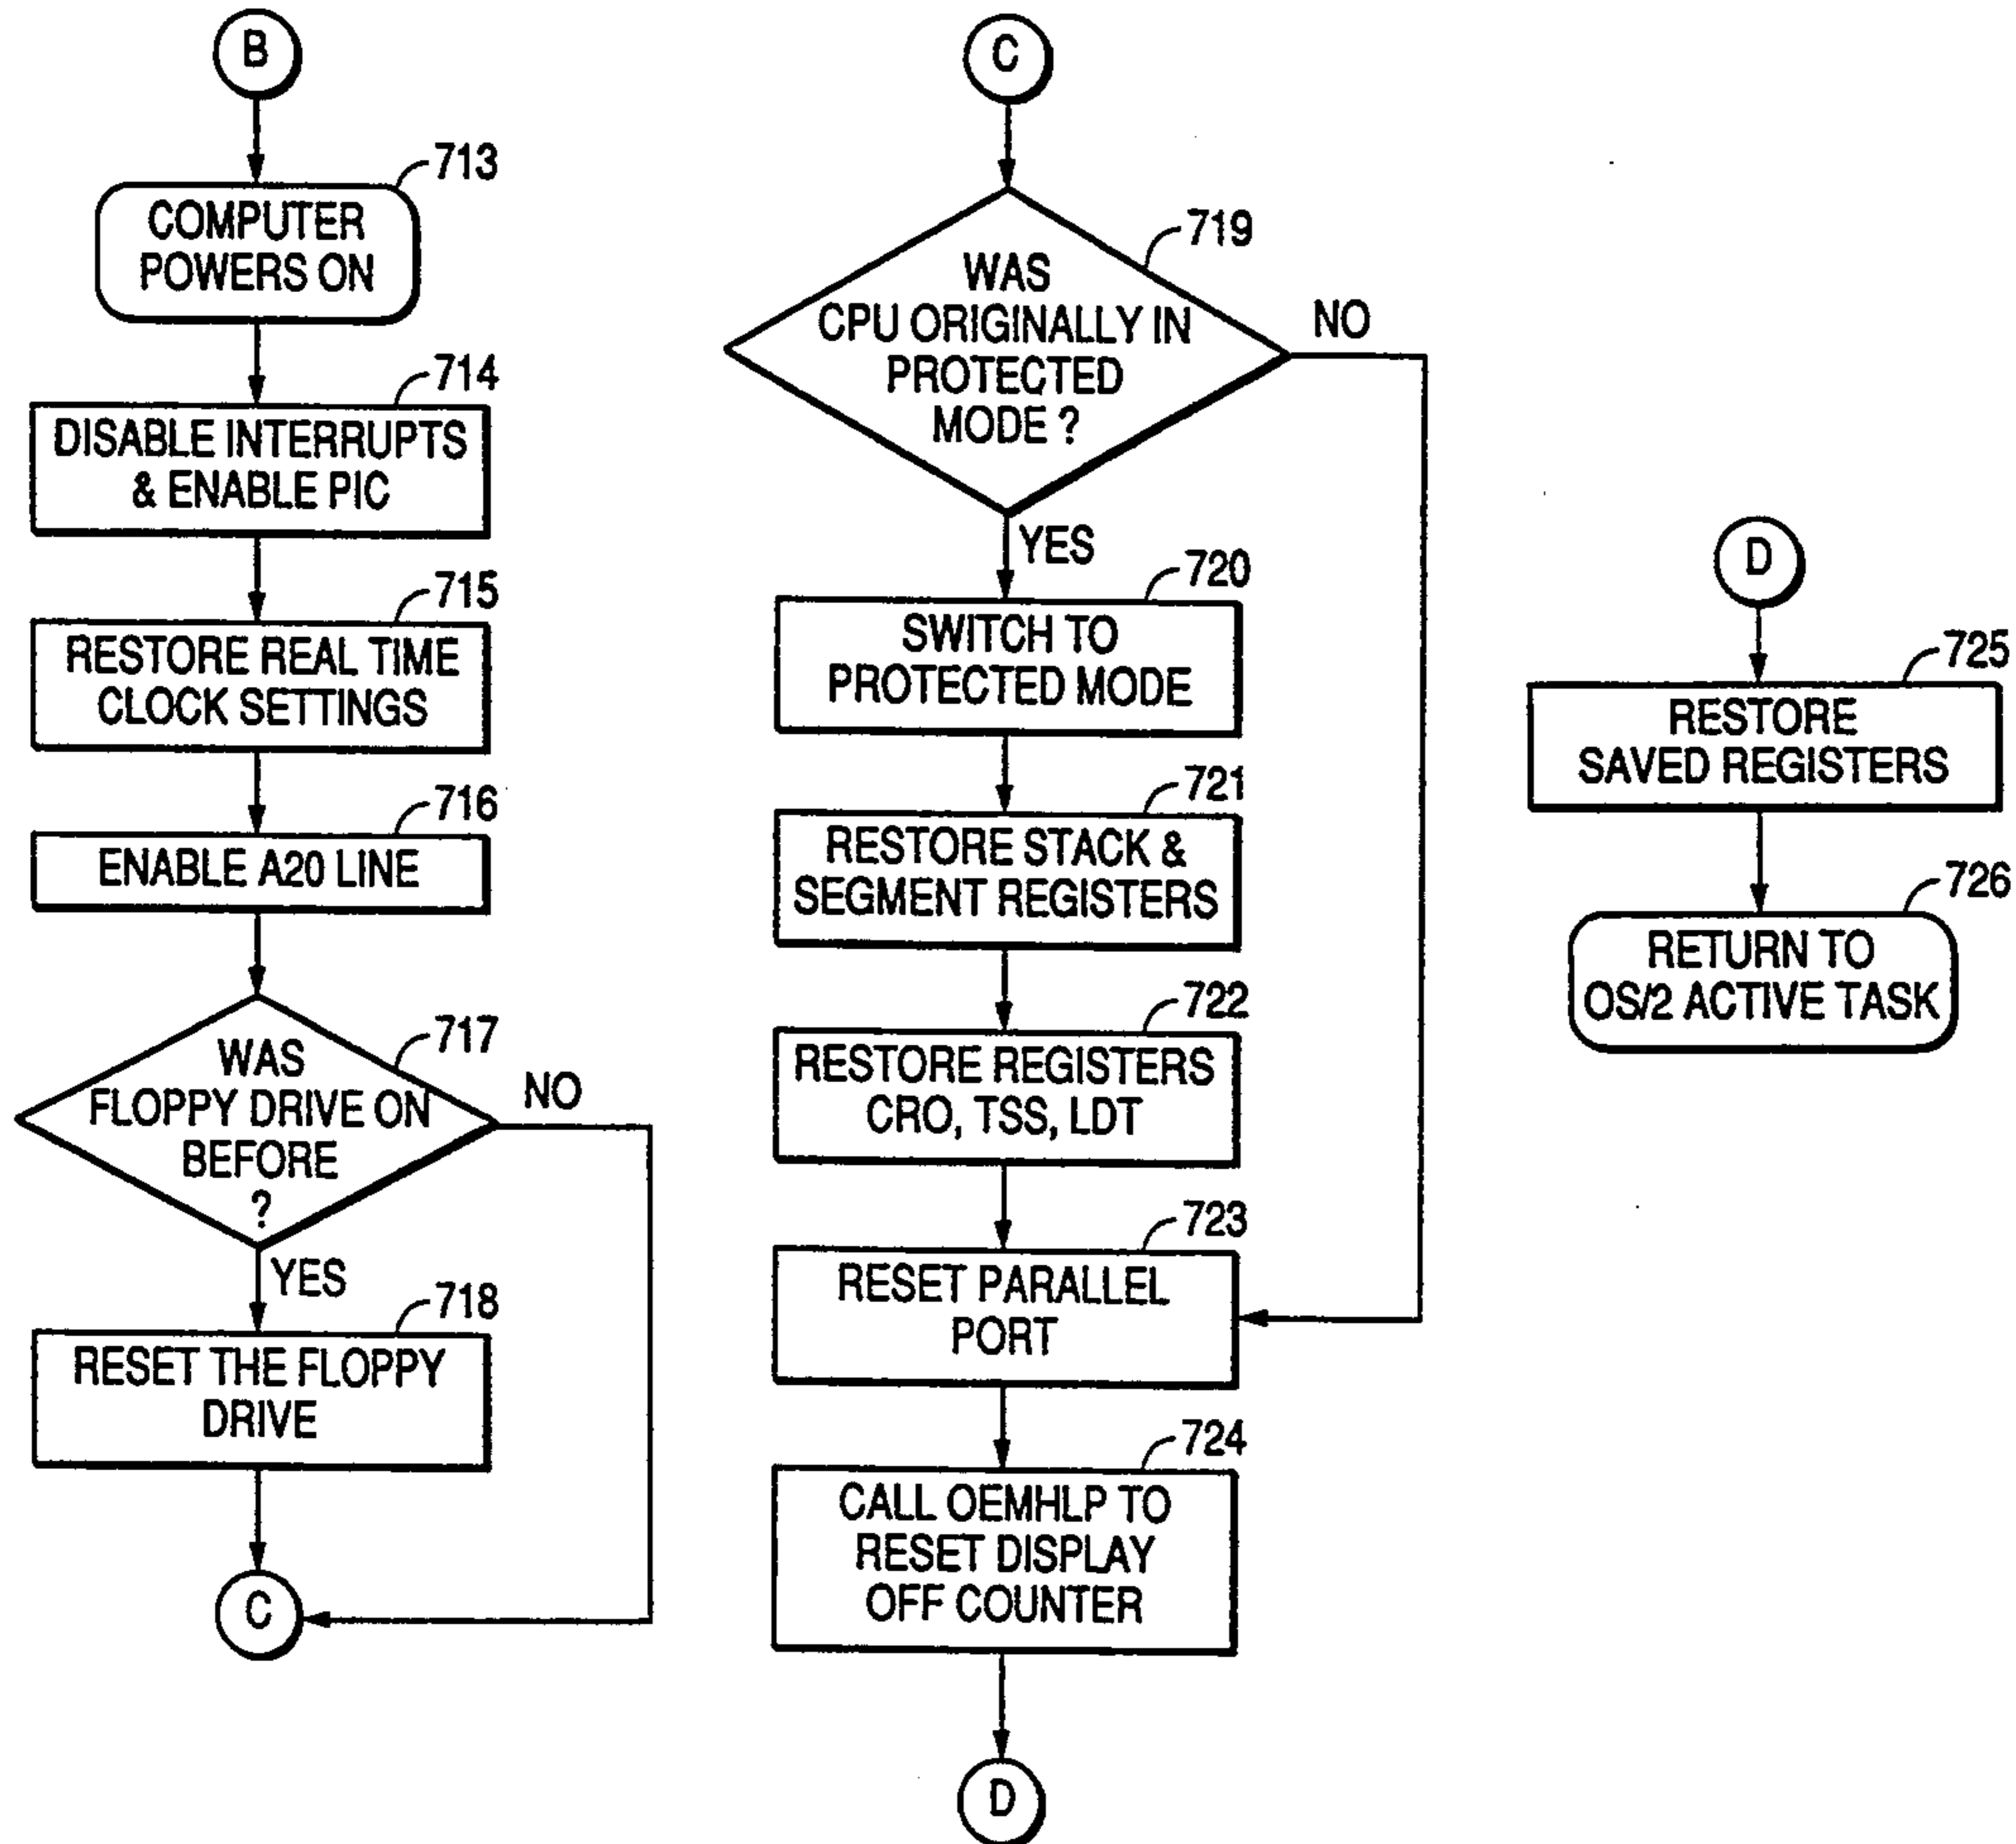 B
713
COMPUTER
POWERS ON
714
DISABLE INTERRUPTS
& ENABLE PIC
715
RESTORE REAL TIME
CLOCK SETTINGS
716
ENABLE A20 LINE
717
WAS
FLOPPY DRIVE ON
BEFORE
?
NO
YES
718
RESET THE FLOPPY
DRIVE
C
C
719
WAS
CPU ORIGINALLY IN
PROTECTED
MODE ?
NO
YES
720
SWITCH TO
PROTECTED MODE
721
RESTORE STACK &
SEGMENT REGISTERS
722
RESTORE REGISTERS
CRO, TSS, LDT
723
RESET PARALLEL
PORT
724
CALL OEMHLP TO
RESET DISPLAY
OFF COUNTER
D
D
725
RESTORE
SAVED REGISTERS
726
RETURN TO
OS/2 ACTIVE TASK